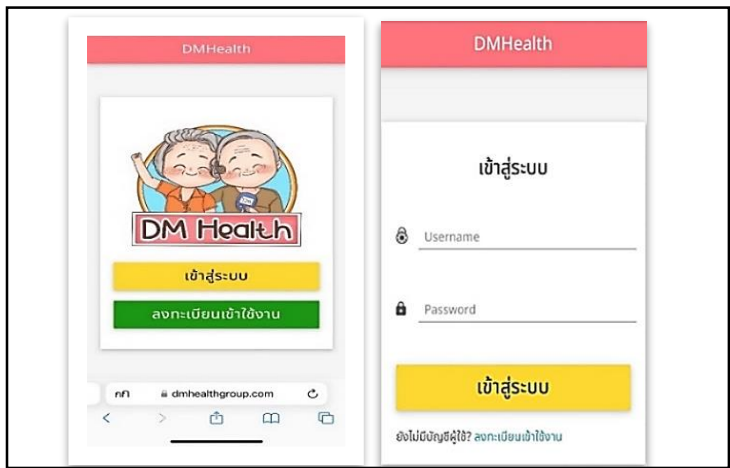 DMHealth
DM Health
เข้าสู่ระบบ
ลงทะเบียนเข้าใช้งาน
กก
dmhealthgroup.com
DMHealth
เข้าสู่ระบบ
Username
Password
เข้าสู่ระบบ
ยังไม่มีบัญชีผู้ใช้? ลงทะเบียนเข้าใช้งาน